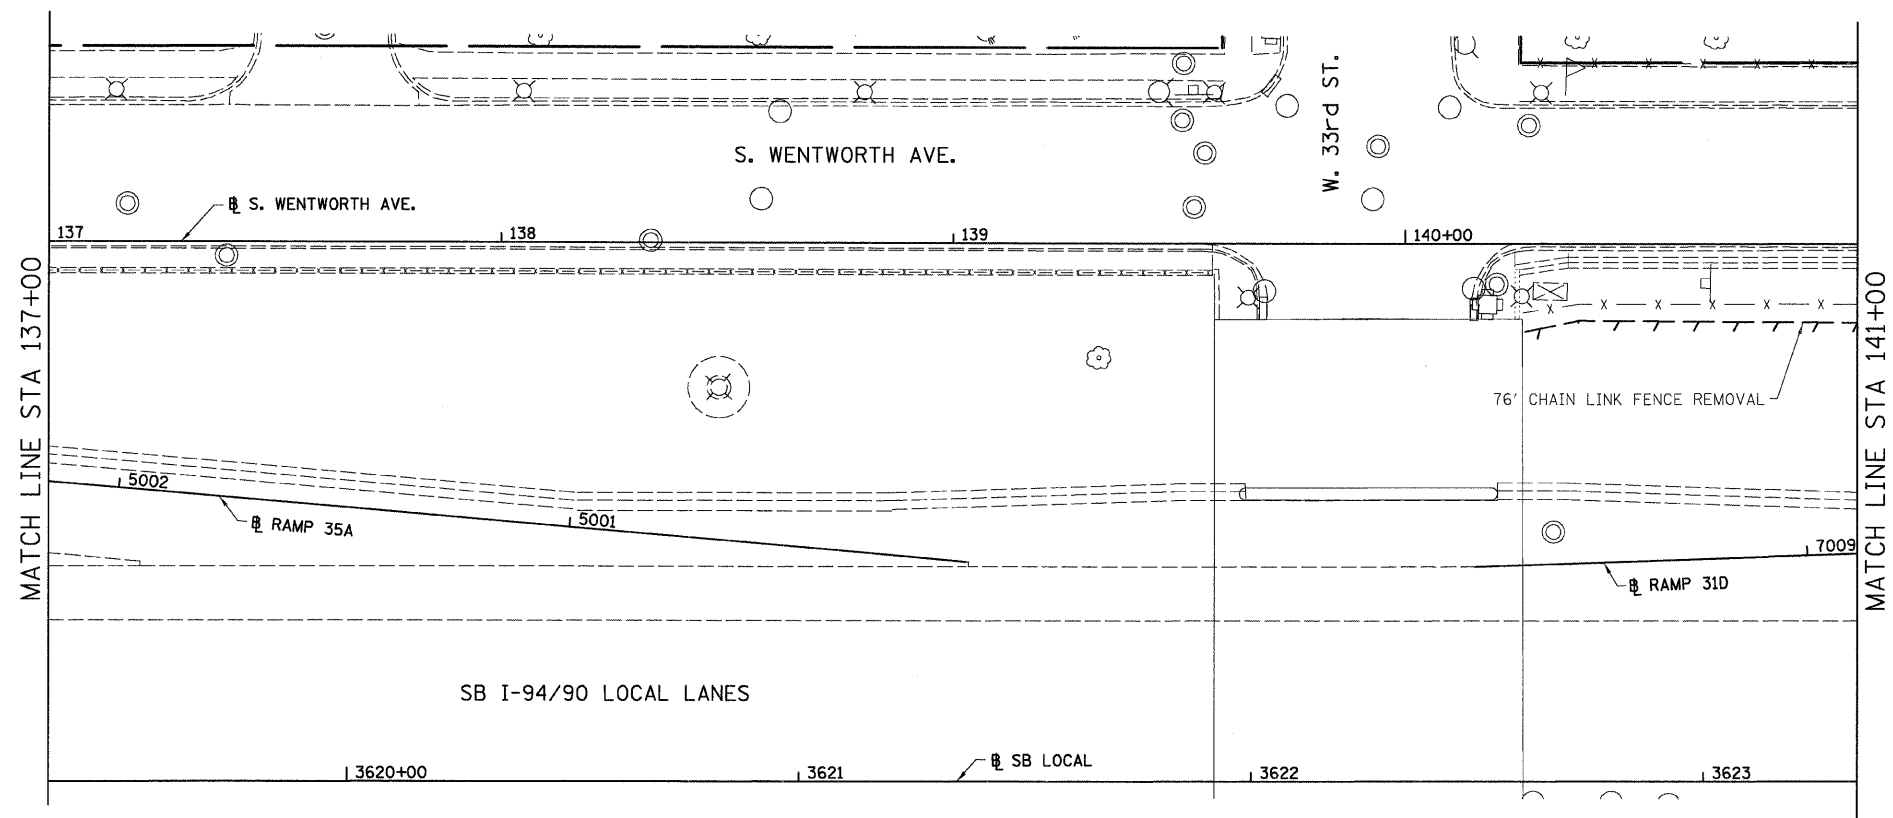 W. 33rd ST.
S. WENTWORTH AVE.
℄ S. WENTWORTH AVE.
137
138
139
140+00
MATCH LINE STA 137+00
MATCH LINE STA 141+00
76' CHAIN LINK FENCE REMOVAL
5002
5001
℄ RAMP 35A
7009
℄ RAMP 31D
SB I-94/90 LOCAL LANES
℄ SB LOCAL
3620+00
3621
3622
3623